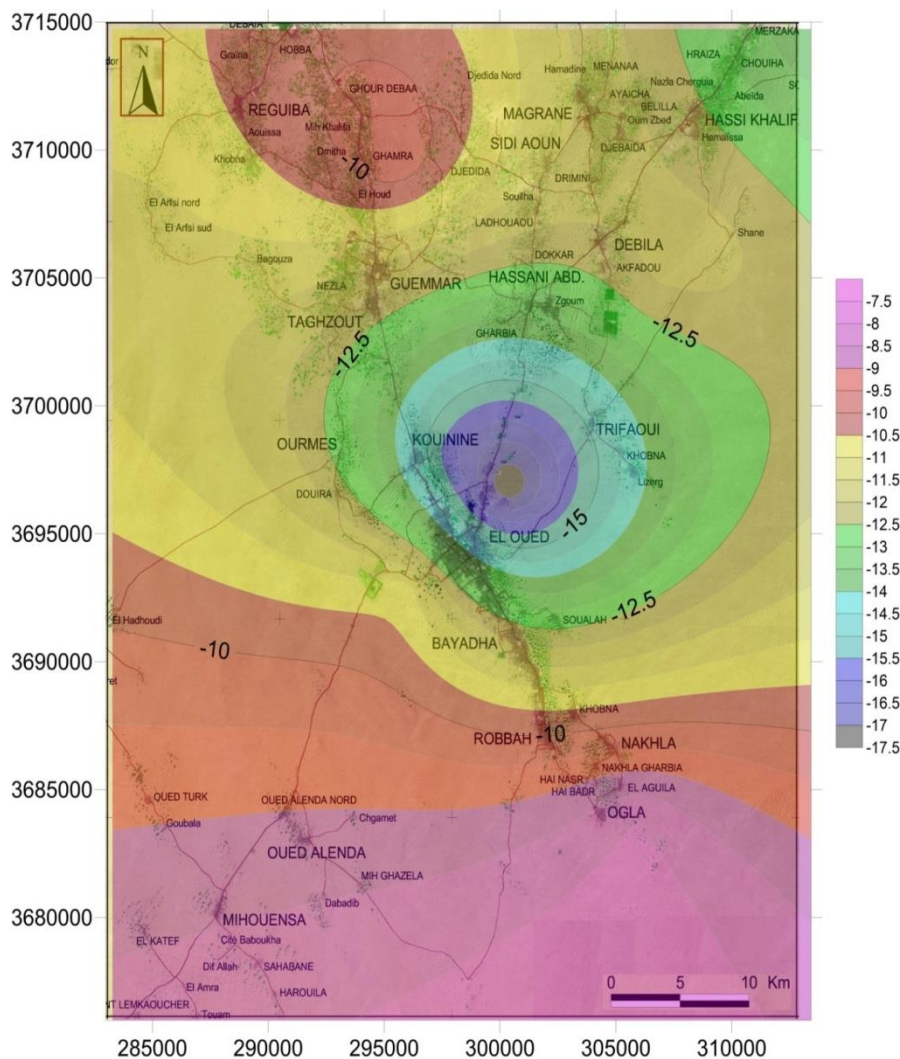 3715000
3710000
3705000
3700000
3695000
3690000
3685000
3680000
N
DEBAIA
HOBBA
Graina
GHOUR DEBAA
REGUIBA
Aouissa
Mih Khalifa
Dmitha
GHAMRA
-10
Khobna
El Houd
El Arfsi nord
El Arfsi sud
Bagouza
NEZLA
GUEMMAR
TAGHZOUT
Djedida Nord
Hamadine
MENANAA
MERZAKA
HRAIZA
CHOUIHA
Nazla Cherguia
Abeida
AYAICHA
BELILLA
MAGRANE
Oum Zbed
HASSI KHALIF
Hamaissa
SIDI AOUN
DJEBAIDA
DJEDIDA
DRIMINI
Souilha
LADHOUAOU
Shane
DEBILA
DOKKAR
AKFADOU
HASSANI ABD.
Zgoum
GHARBIA
-12.5
-12.5
OURMES
KOUININE
TRIFAOUI
KHOBNA
Lizerg
DOUIRA
-15
EL OUED
-12.5
SOUALAH
El Hadhoudi
BAYADHA
-10
ret
KHOBNA
ROBBAH
-10
NAKHLA
NAKHLA GHARBIA
HAI NASR
HAI BADR
EL AGUILA
OGLA
OUED TURK
OUED ALENDA NORD
Goubala
Chgamet
OUED ALENDA
MIH GHAZELA
Dabadib
MIHOUENSA
EL KATEF
Cité Baboukha
Dif Allah
SAHABANE
El Amra
HAROUILA
NT LEMKAOUCHER
Touam
0 5 10 Km
285000 290000 295000 300000 305000 310000
-7.5
-8
-8.5
-9
-9.5
-10
-10.5
-11
-11.5
-12
-12.5
-13
-13.5
-14
-14.5
-15
-15.5
-16
-16.5
-17
-17.5